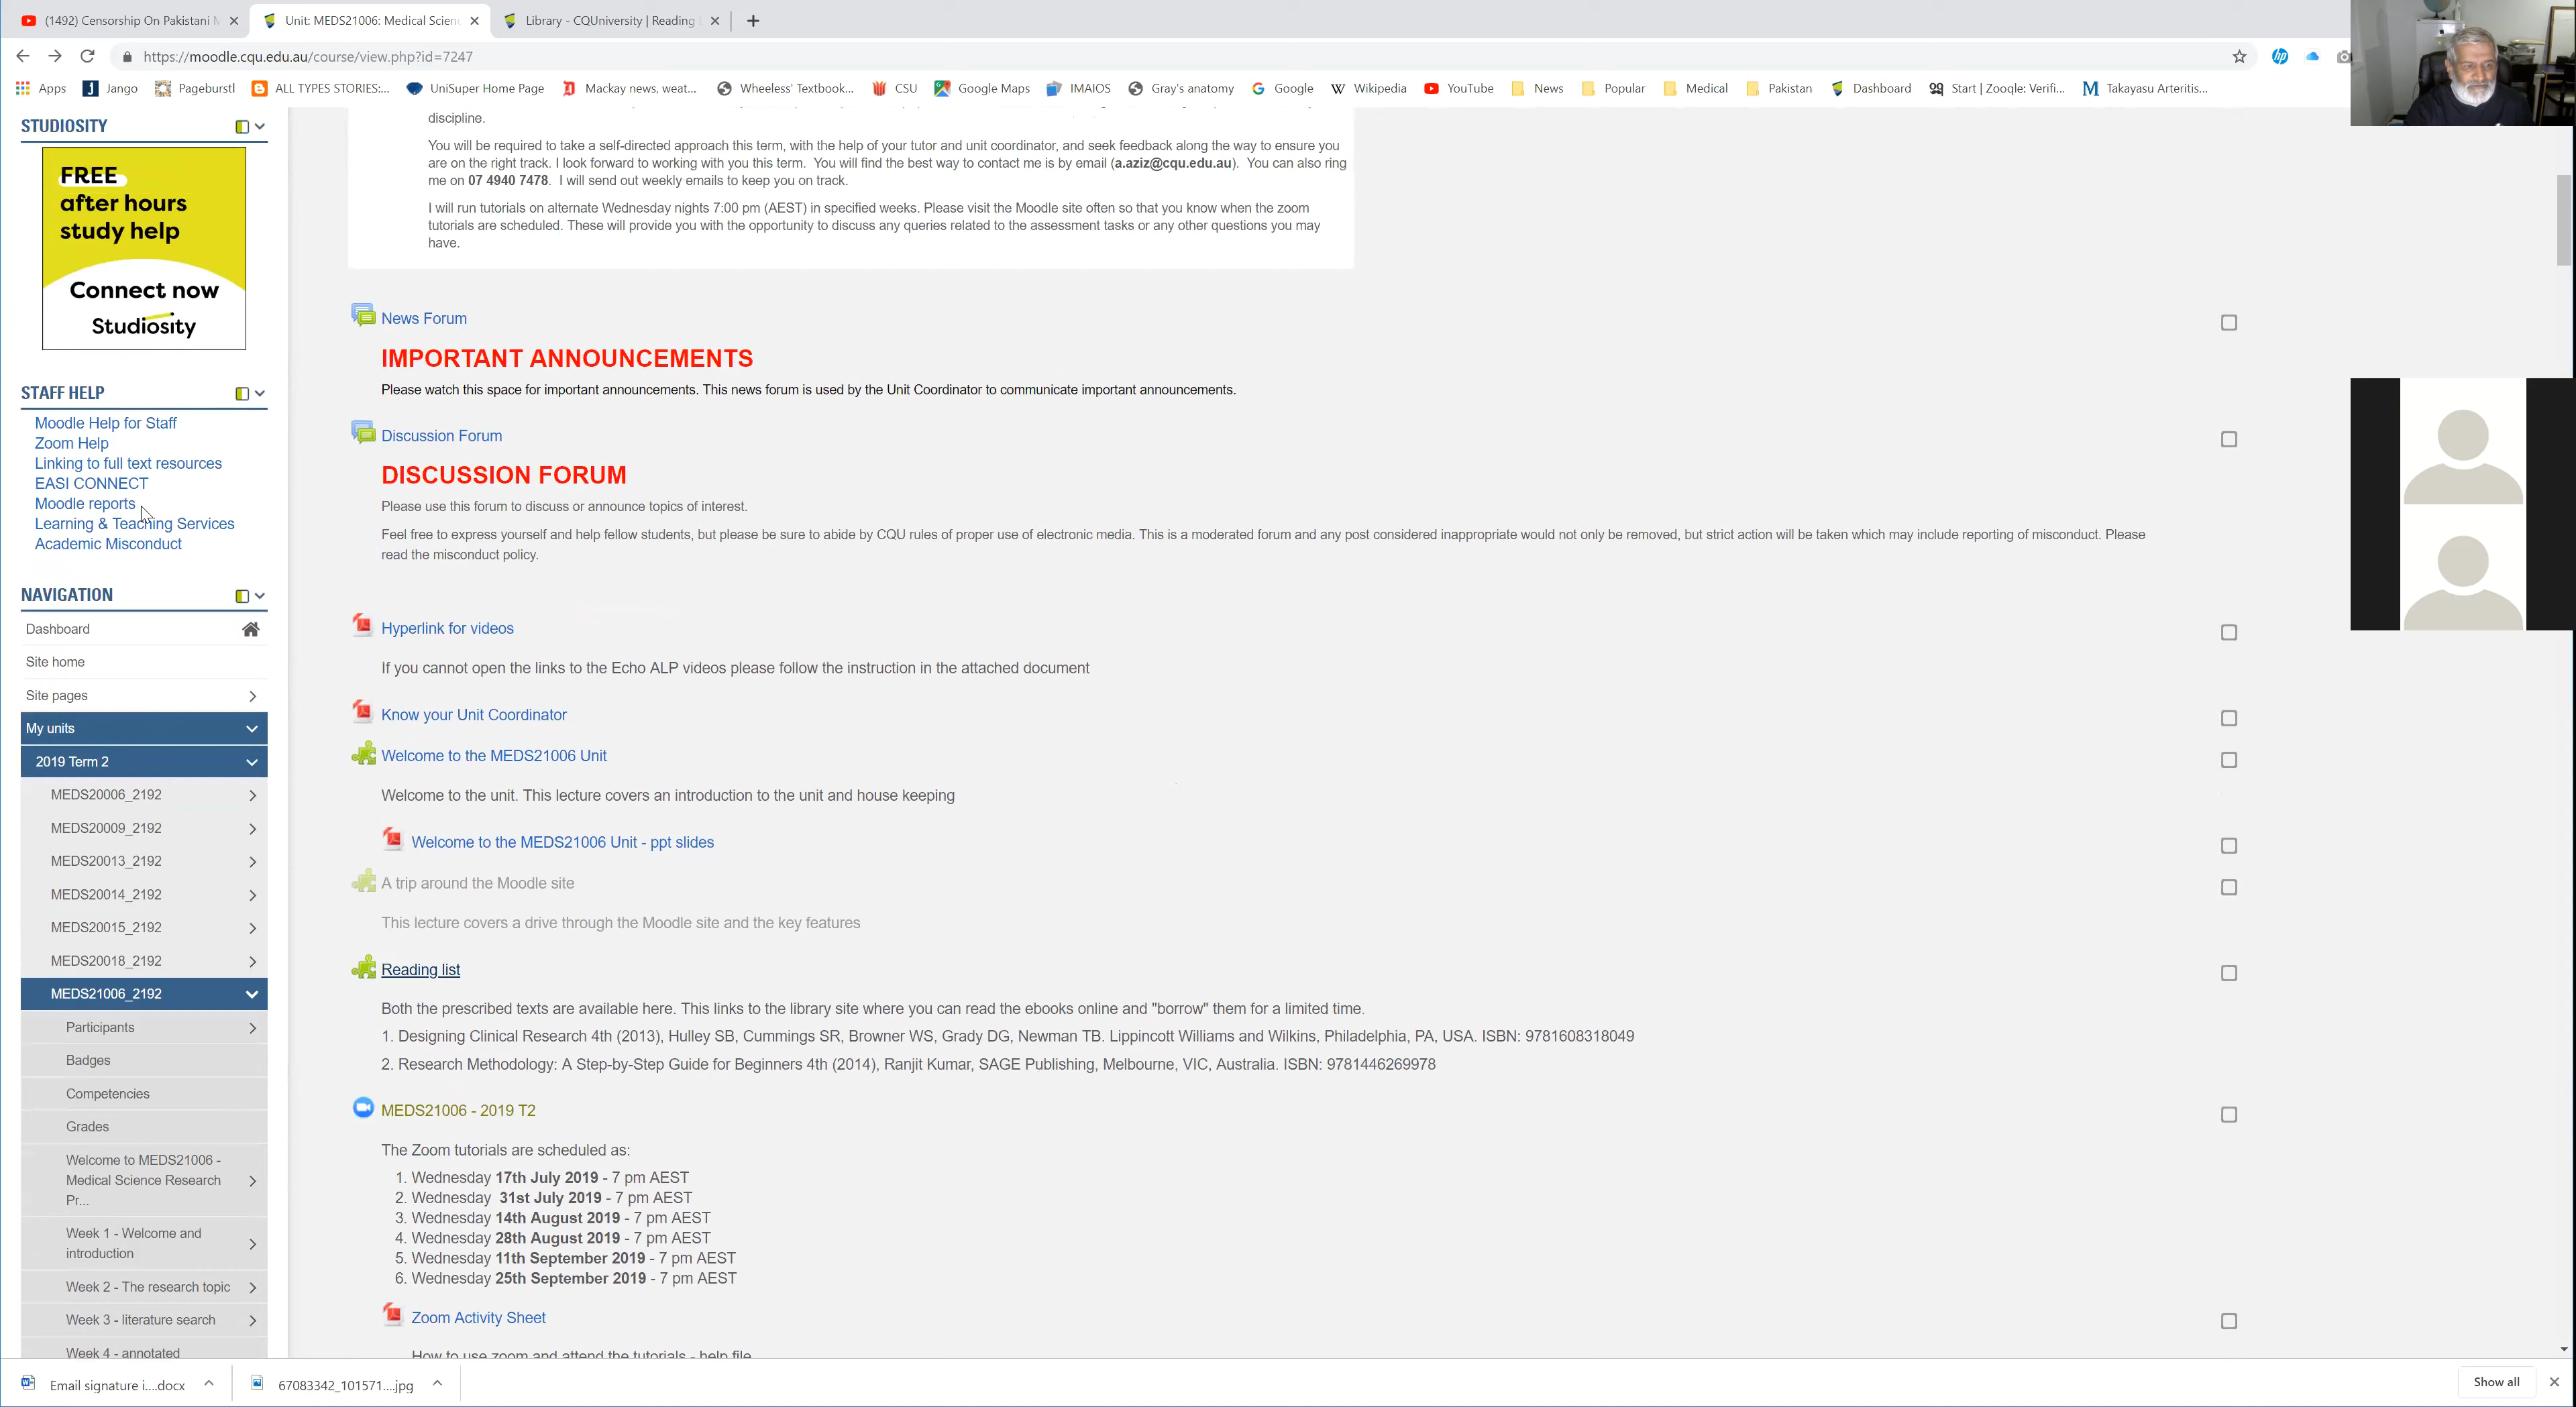 (1492) Censorship On Pakistani M
Unit: MEDS21006: Medical Scien
Library - CQUniversity | Reading
https://moodle.cqu.edu.au/course/view.php?id=7247
Apps
Jango
Pageburstl
ALL TYPES STORIES:...
UniSuper Home Page
Mackay news, weat...
Wheeless' Textbook...
CSU
Google Maps
IMAIOS
Gray's anatomy
Google
Wikipedia
YouTube
News
Popular
Medical
Pakistan
Dashboard
Start | Zooqle: Verifi...
Takayasu Arteritis...
STUDIOSITY
FREE
after hours
study help
Connect now
Studiosity
STAFF HELP
Moodle Help for Staff
Zoom Help
Linking to full text resources
EASI CONNECT
Moodle reports
Learning & Teaching Services
Academic Misconduct
NAVIGATION
Dashboard
Site home
Site pages
My units
2019 Term 2
MEDS20006_2192
MEDS20009_2192
MEDS20013_2192
MEDS20014_2192
MEDS20015_2192
MEDS20018_2192
MEDS21006_2192
Participants
Badges
Competencies
Grades
Welcome to MEDS21006 -
Medical Science Research
Pr...
Week 1 - Welcome and
introduction
Week 2 - The research topic
Week 3 - literature search
Week 4 - annotated
discipline.
You will be required to take a self-directed approach this term, with the help of your tutor and unit coordinator, and seek feedback along the way to ensure you
are on the right track. I look forward to working with you this term. You will find the best way to contact me is by email (a.aziz@cqu.edu.au). You can also ring
me on 07 4940 7478. I will send out weekly emails to keep you on track.
I will run tutorials on alternate Wednesday nights 7:00 pm (AEST) in specified weeks. Please visit the Moodle site often so that you know when the zoom
tutorials are scheduled. These will provide you with the opportunity to discuss any queries related to the assessment tasks or any other questions you may
have.
News Forum
IMPORTANT ANNOUNCEMENTS
Please watch this space for important announcements. This news forum is used by the Unit Coordinator to communicate important announcements.
Discussion Forum
DISCUSSION FORUM
Please use this forum to discuss or announce topics of interest.
Feel free to express yourself and help fellow students, but please be sure to abide by CQU rules of proper use of electronic media. This is a moderated forum and any post considered inappropriate would not only be removed, but strict action will be taken which may include reporting of misconduct. Please
read the misconduct policy.
Hyperlink for videos
If you cannot open the links to the Echo ALP videos please follow the instruction in the attached document
Know your Unit Coordinator
Welcome to the MEDS21006 Unit
Welcome to the unit. This lecture covers an introduction to the unit and house keeping
Welcome to the MEDS21006 Unit - ppt slides
A trip around the Moodle site
This lecture covers a drive through the Moodle site and the key features
Reading list
Both the prescribed texts are available here. This links to the library site where you can read the ebooks online and "borrow" them for a limited time.
1. Designing Clinical Research 4th (2013), Hulley SB, Cummings SR, Browner WS, Grady DG, Newman TB. Lippincott Williams and Wilkins, Philadelphia, PA, USA. ISBN: 9781608318049
2. Research Methodology: A Step-by-Step Guide for Beginners 4th (2014), Ranjit Kumar, SAGE Publishing, Melbourne, VIC, Australia. ISBN: 9781446269978
MEDS21006 - 2019 T2
The Zoom tutorials are scheduled as:
1. Wednesday 17th July 2019 - 7 pm AEST
2. Wednesday 31st July 2019 - 7 pm AEST
3. Wednesday 14th August 2019 - 7 pm AEST
4. Wednesday 28th August 2019 - 7 pm AEST
5. Wednesday 11th September 2019 - 7 pm AEST
6. Wednesday 25th September 2019 - 7 pm AEST
Zoom Activity Sheet
How to use zoom and attend the tutorials - help file
Email signature i....docx
67083342_101571....jpg
Show all